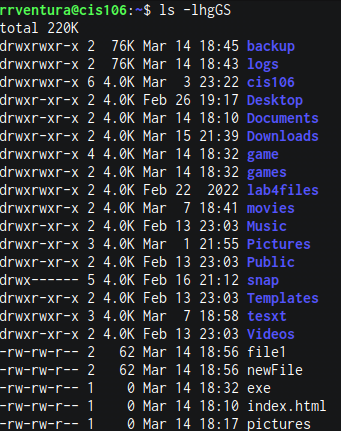 rrventura@cis106:~$ ls -lhgGS
total 220K
drwxrwxr-x 2  76K Mar 14 18:45 backup
drwxrwxr-x 2  76K Mar 14 18:43 logs
drwxrwxr-x 6 4.0K Mar  3 23:22 cis106
drwxr-xr-x 2 4.0K Feb 26 19:17 Desktop
drwxr-xr-x 2 4.0K Mar 14 18:10 Documents
drwxr-xr-x 2 4.0K Mar 15 21:39 Downloads
drwxrwxr-x 4 4.0K Mar 14 18:32 game
drwxrwxr-x 2 4.0K Mar 14 18:32 games
drwxrwxr-x 2 4.0K Feb 22  2022 lab4files
drwxrwxr-x 2 4.0K Mar  7 18:41 movies
drwxr-xr-x 2 4.0K Feb 13 23:03 Music
drwxr-xr-x 3 4.0K Mar  1 21:55 Pictures
drwxr-xr-x 2 4.0K Feb 13 23:03 Public
drwx------ 5 4.0K Feb 16 21:12 snap
drwxr-xr-x 2 4.0K Feb 13 23:03 Templates
drwxrwxr-x 3 4.0K Mar  7 18:58 tesxt
drwxr-xr-x 2 4.0K Feb 13 23:03 Videos
-rw-rw-r-- 2   62 Mar 14 18:56 file1
-rw-rw-r-- 2   62 Mar 14 18:56 newFile
-rw-rw-r-- 1    0 Mar 14 18:32 exe
-rw-rw-r-- 1    0 Mar 14 18:10 index.html
-rw-rw-r-- 1    0 Mar 14 18:17 pictures